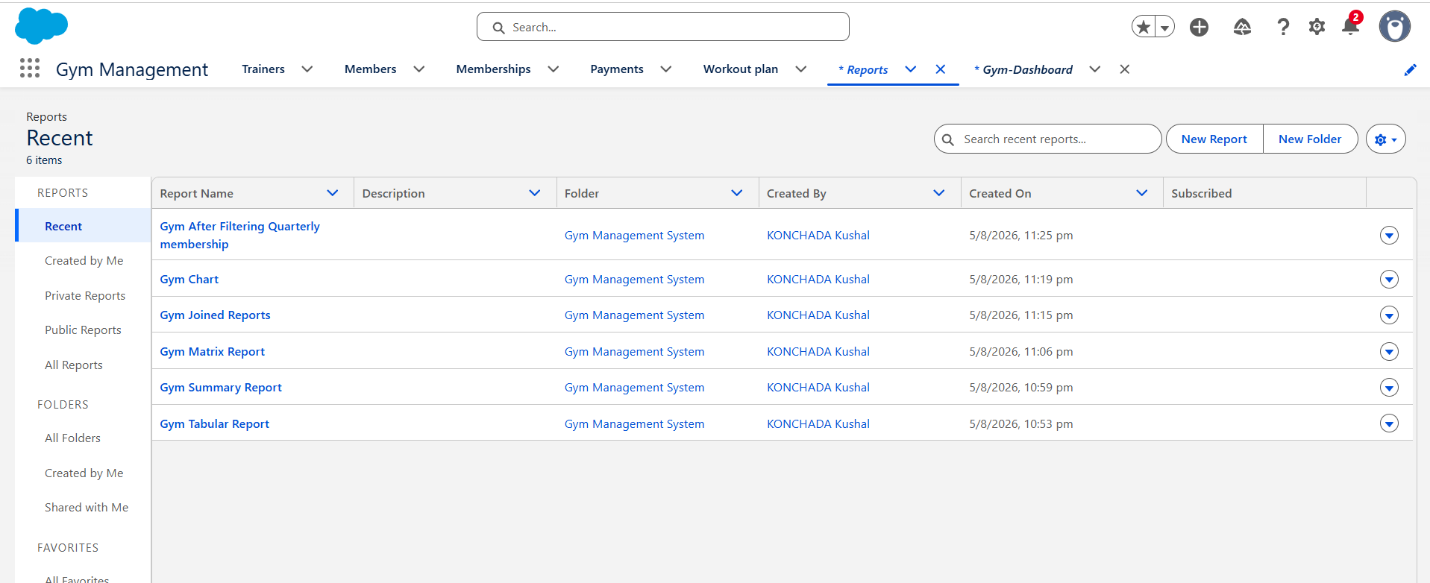 Search...
2
Gym Management
Trainers
Members
Memberships
Payments
Workout plan
* Reports
* Gym-Dashboard
Reports
Recent
6 items
Search recent reports...
New Report
New Folder
REPORTS
Recent
Created by Me
Private Reports
Public Reports
All Reports
FOLDERS
All Folders
Created by Me
Shared with Me
FAVORITES
All Favorites
Report Name Description Folder Created By Created On Subscribed
Gym After Filtering Quarterly
membership
Gym Management System KONCHADA Kushal 5/8/2026, 11:25 pm
Gym Chart Gym Management System KONCHADA Kushal 5/8/2026, 11:19 pm
Gym Joined Reports Gym Management System KONCHADA Kushal 5/8/2026, 11:15 pm
Gym Matrix Report Gym Management System KONCHADA Kushal 5/8/2026, 11:06 pm
Gym Summary Report Gym Management System KONCHADA Kushal 5/8/2026, 10:59 pm
Gym Tabular Report Gym Management System KONCHADA Kushal 5/8/2026, 10:53 pm